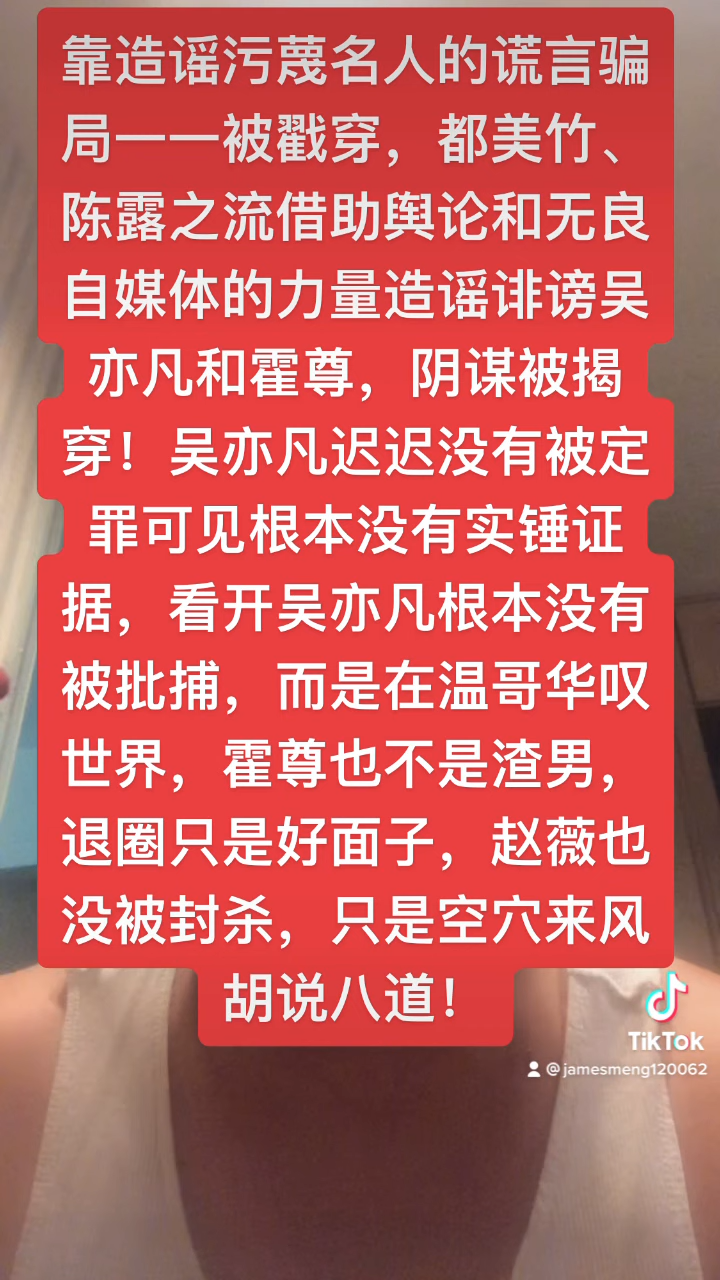 靠造谣污蔑名人的谎言骗
局一一被戳穿，都美竹、
陈露之流借助舆论和无良
自媒体的力量造谣诽谤吴
亦凡和霍尊，阴谋被揭
穿！吴亦凡迟迟没有被定
罪可见根本没有实锤证
据，看开吴亦凡根本没有
被批捕，而是在温哥华叹
世界，霍尊也不是渣男，
退圈只是好面子，赵薇也
没被封杀，只是空穴来风
胡说八道！
TikTok
@jamesmeng120062